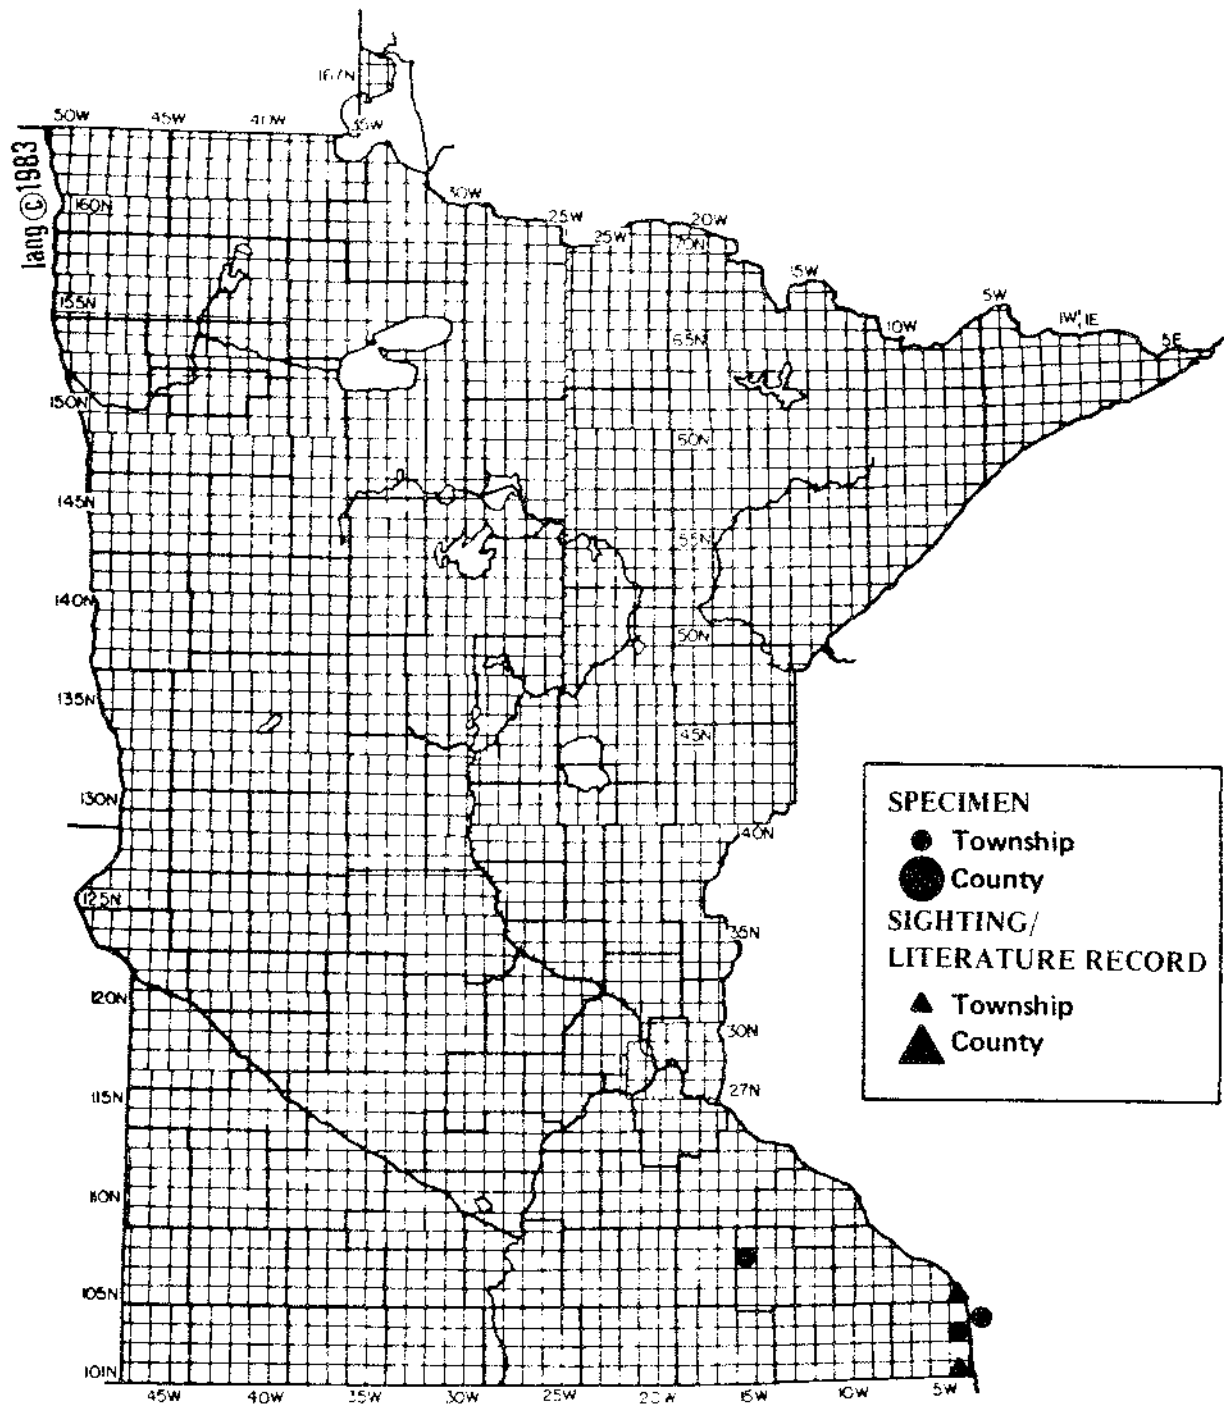 167N
50W 45W 40W 35W
lang ©1983
160N
30W
25W
25W
20W
70N
15W
155N
5W
1W 1E
10W
65N
5E
150N
60N
145N
55N
140N
50N
135N
45N
130N
40N
125N
35N
120N
30N
27N
115N
110N
105N
101N
45W 40W 35W 30W 25W 20W 15W 10W 5W
SPECIMEN
Township
County
SIGHTING/
LITERATURE RECORD
Township
County